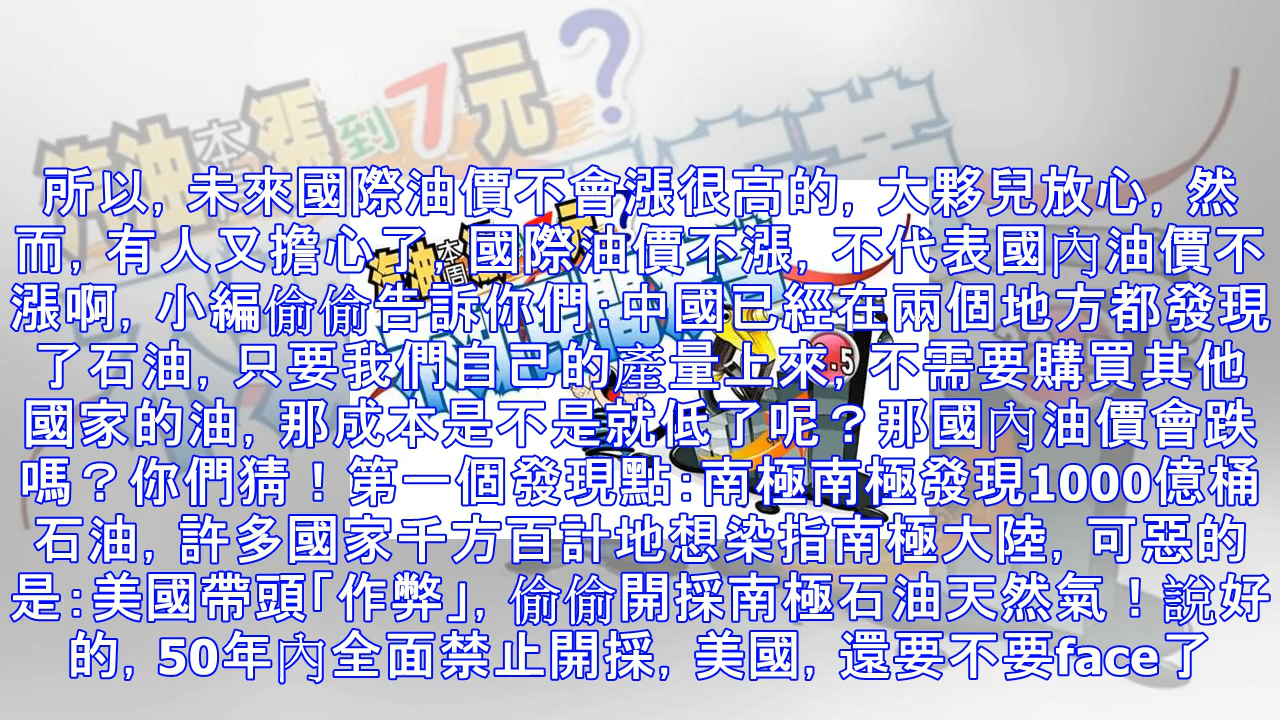 汽油本周漲到7元?
所以, 未來國際油價不會漲很高的, 大夥兒放心, 然
而, 有人又擔心了, 國際油價不漲, 不代表國內油價不
漲啊, 小編偷偷告訴你們:中國已經在兩個地方都發現
了石油, 只要我們自己的產量上來, 不需要購買其他
國家的油, 那成本是不是就低了呢？那國內油價會跌
嗎？你們猜！第一個發現點:南極南極發現1000億桶
石油, 許多國家千方百計地想染指南極大陸, 可惡的
是:美國帶頭「作弊」, 偷偷開採南極石油天然氣！說好
的, 50年內全面禁止開採, 美國, 還要不要face了